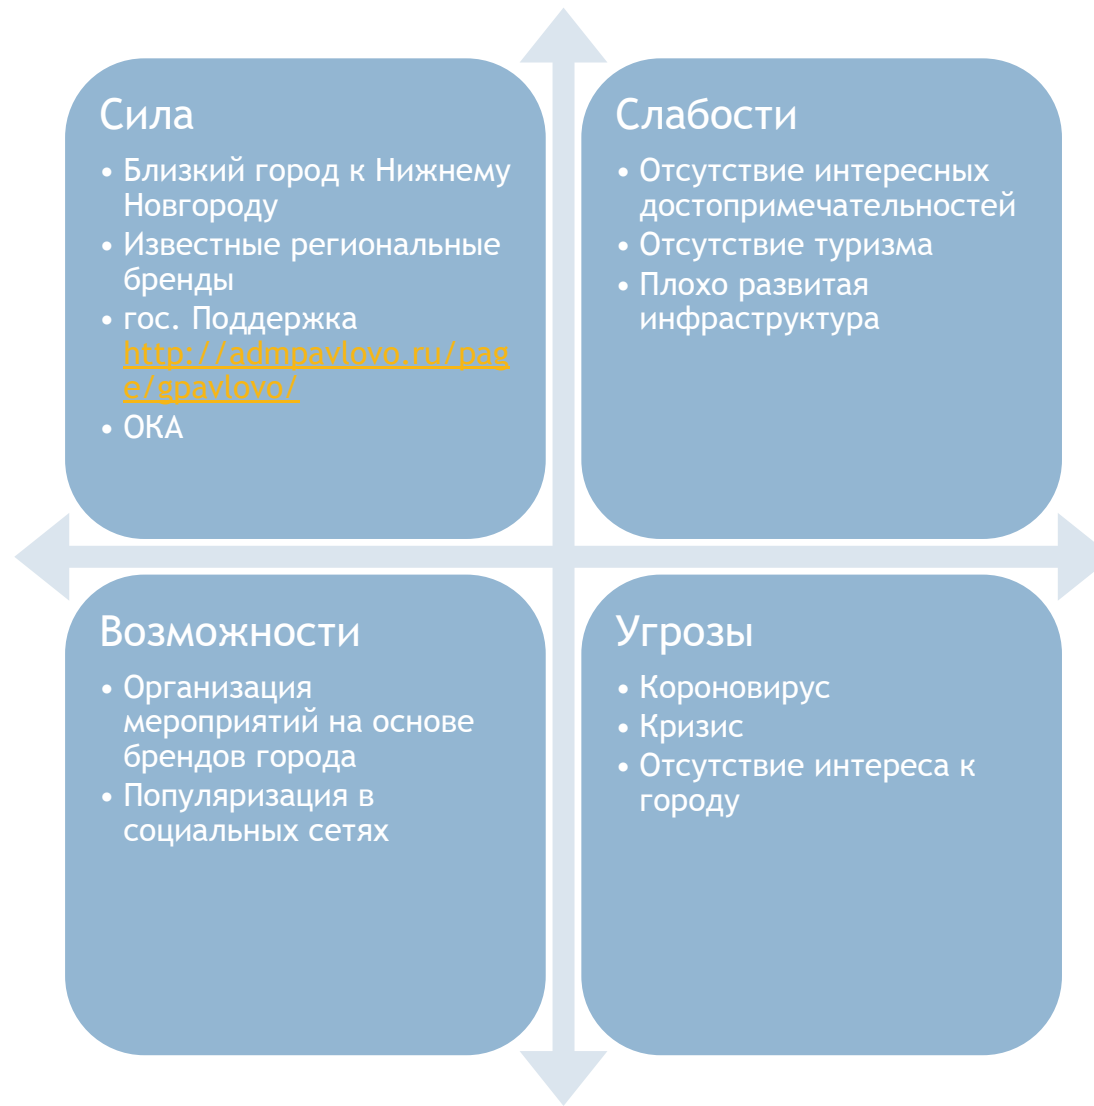 Сила
• Близкий город к Нижнему
Новгороду
• Известные региональные
бренды
• гос. Поддержка
http://admpavlovo.ru/pag
e/gpavlovo/
• ОКА
Слабости
• Отсутствие интересных
достопримечательностей
• Отсутствие туризма
• Плохо развитая
инфраструктура
Возможности
• Организация
мероприятий на основе
брендов города
• Популяризация в
социальных сетях
Угрозы
• Короновирус
• Кризис
• Отсутствие интереса к
городу